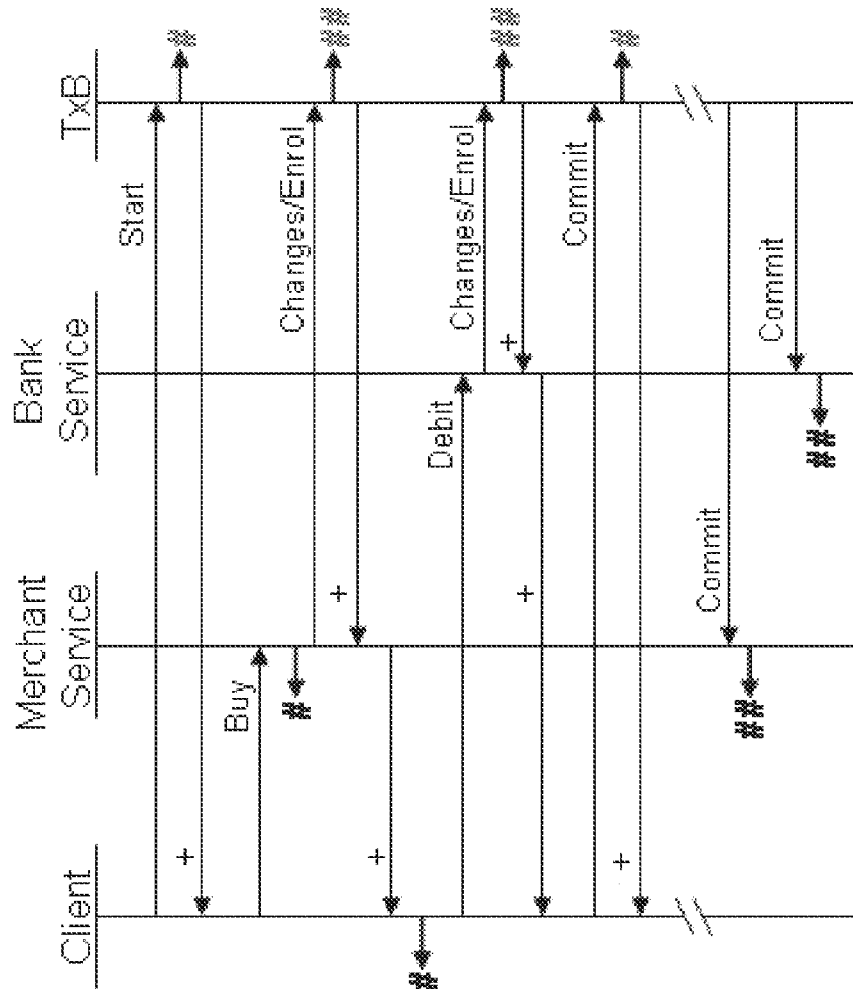 Client
Merchant
Service
Bank
Service
TxB
Start
+
#
Buy
#
Changes/Enrol
##
+
+
#
Debit
Changes/Enrol
##
+
+
Commit
#
+
Commit
##
Commit
##